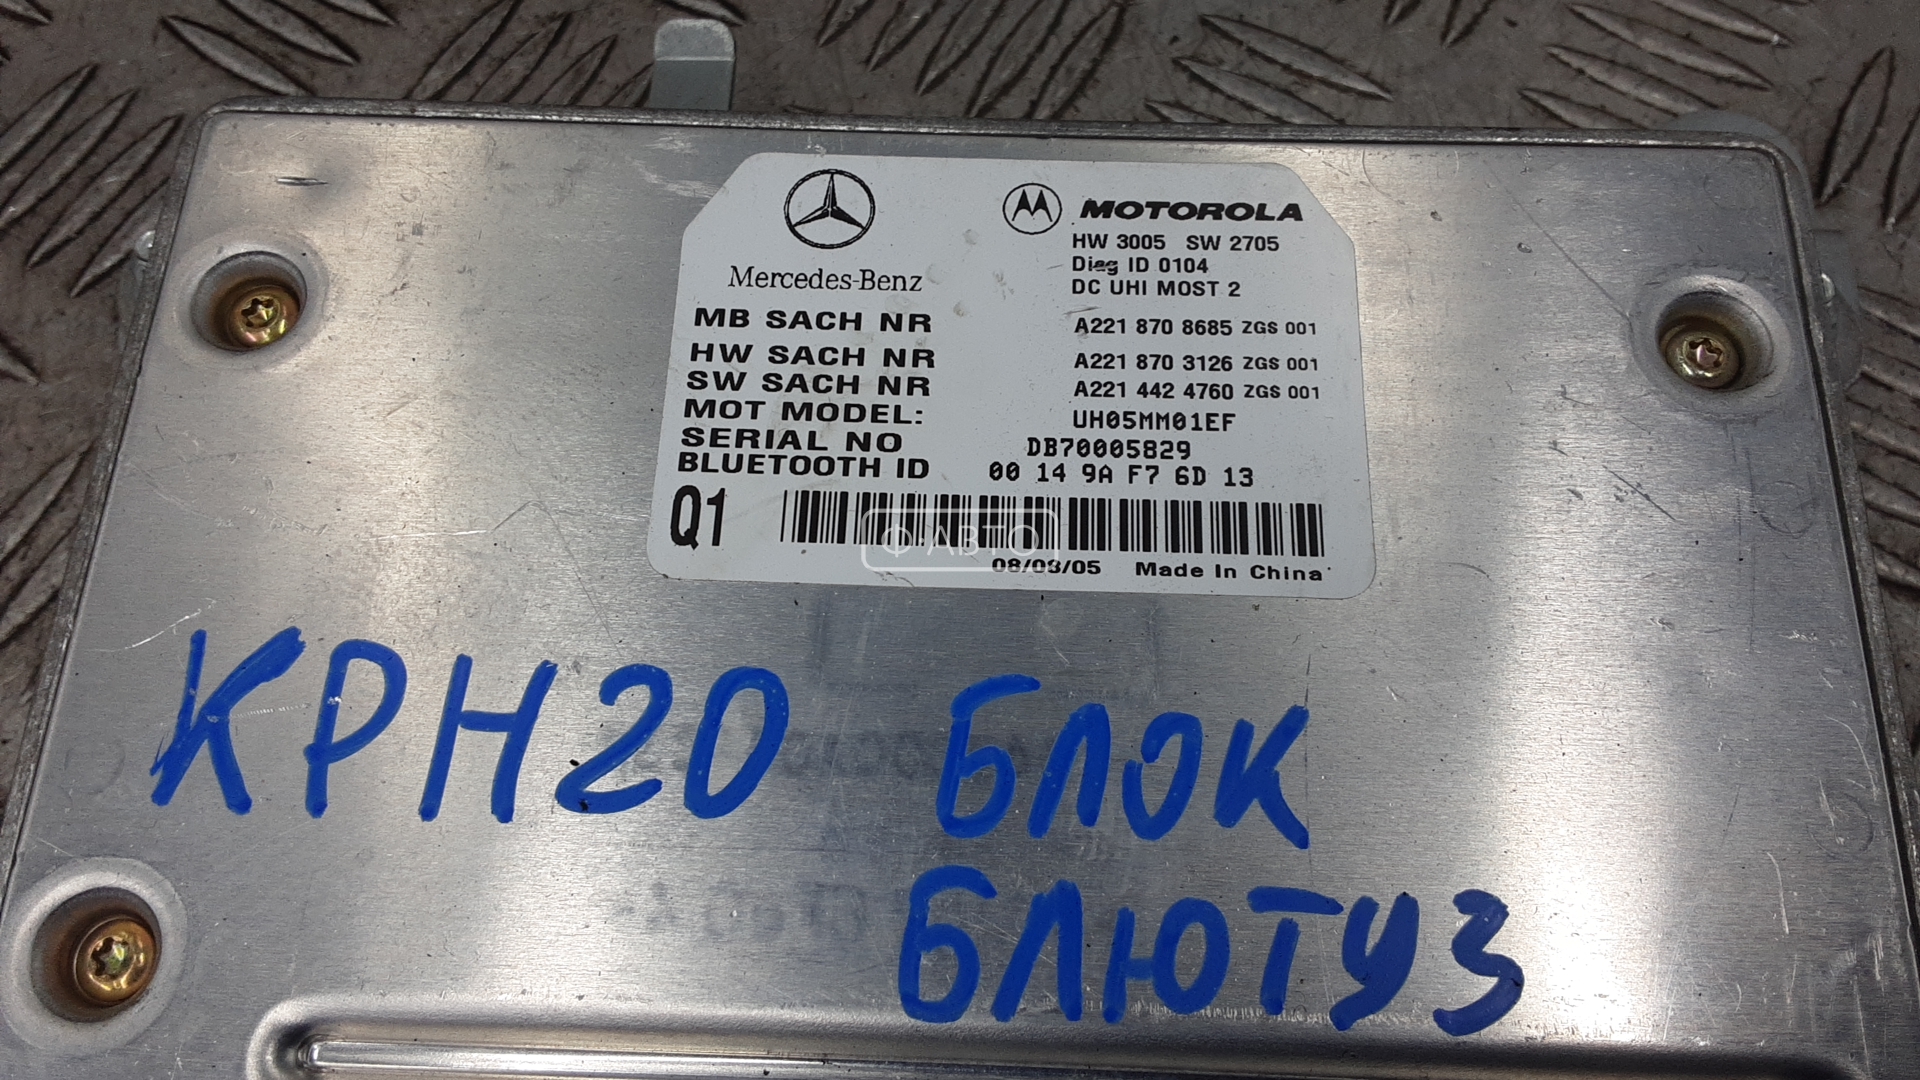 Mercedes-Benz
MOTOROLA
HW 3005 SW 2705
Diag ID 0104
DC UHI MOST 2
MB SACH NR A221 870 8685 ZGS 001
HW SACH NR A221 870 3126 ZGS 001
SW SACH NR A221 442 4760 ZGS 001
MOT MODEL: UH05MM01EF
SERIAL NO DB70005829
BLUETOOTH ID 00 14 9A F7 6D 13
Q1
Ф-АВТО
08/03/05 Made In China
КРН20 БЛОК
БЛЮТУЗ